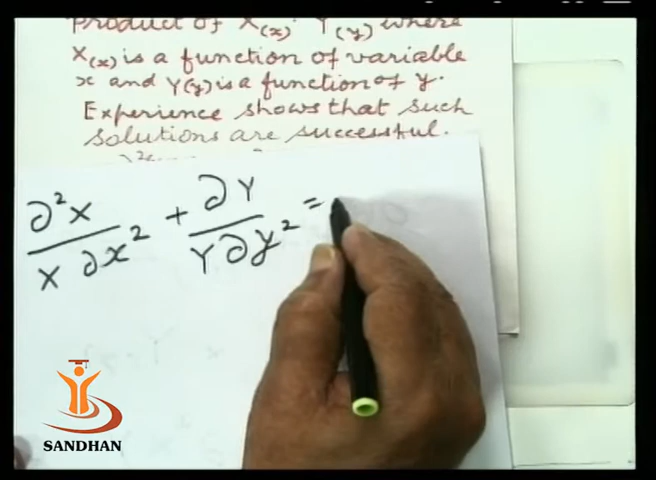 Product of X(x). Y(y) where
X(x) is a function of variable
x and Y(y) is a function of y.
Experience shows that such
solutions are successful.
∂²X / X ∂x² + ∂Y / Y ∂y² =
SANDHAN